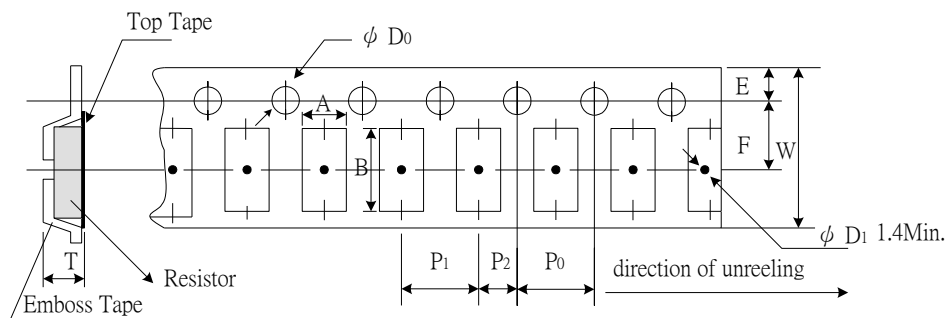 Top Tape
ϕ D0
A
E
B
F
W
ϕ D1 1.4Min.
T
Resistor
P1
P2
P0
direction of unreeling
Emboss Tape